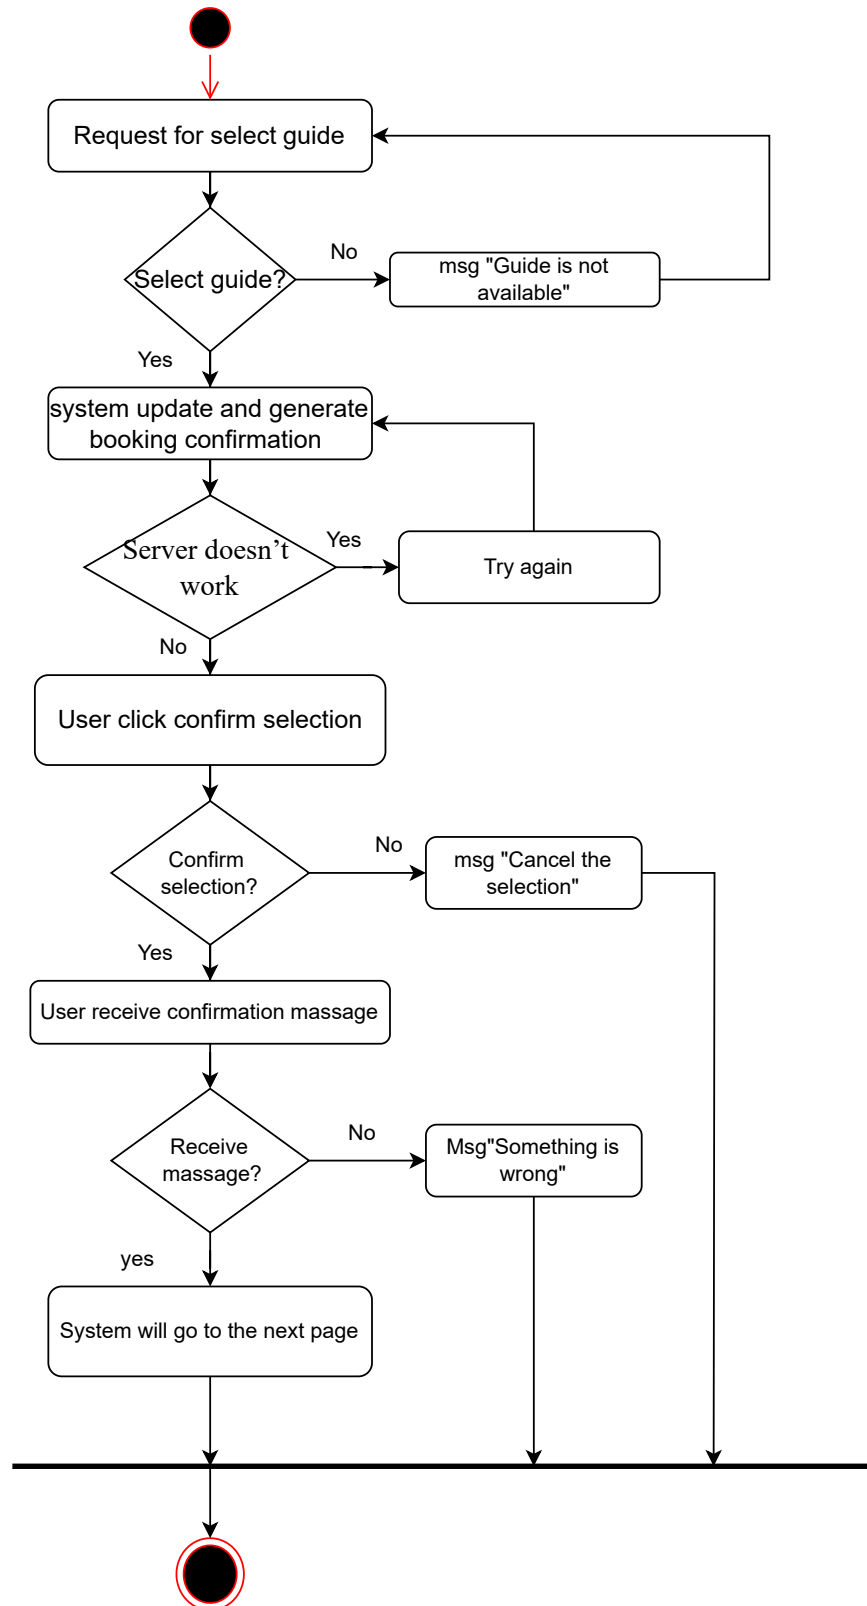 Request for select guide
Select guide?
No
msg "Guide is not
available"
Yes
system update and generate
booking confirmation
Server doesn't
work
Yes
Try again
No
User click confirm selection
Confirm
selection?
No
msg "Cancel the
selection"
Yes
User receive confirmation massage
Receive
massage?
No
Msg"Something is
wrong"
yes
System will go to the next page